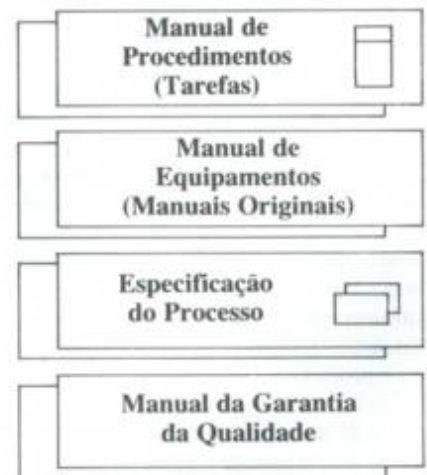 Manual de
Procedimentos
(Tarefas)
Manual de
Equipamentos
(Manuais Originais)
Especificação
do Processo
Manual da Garantia
da Qualidade